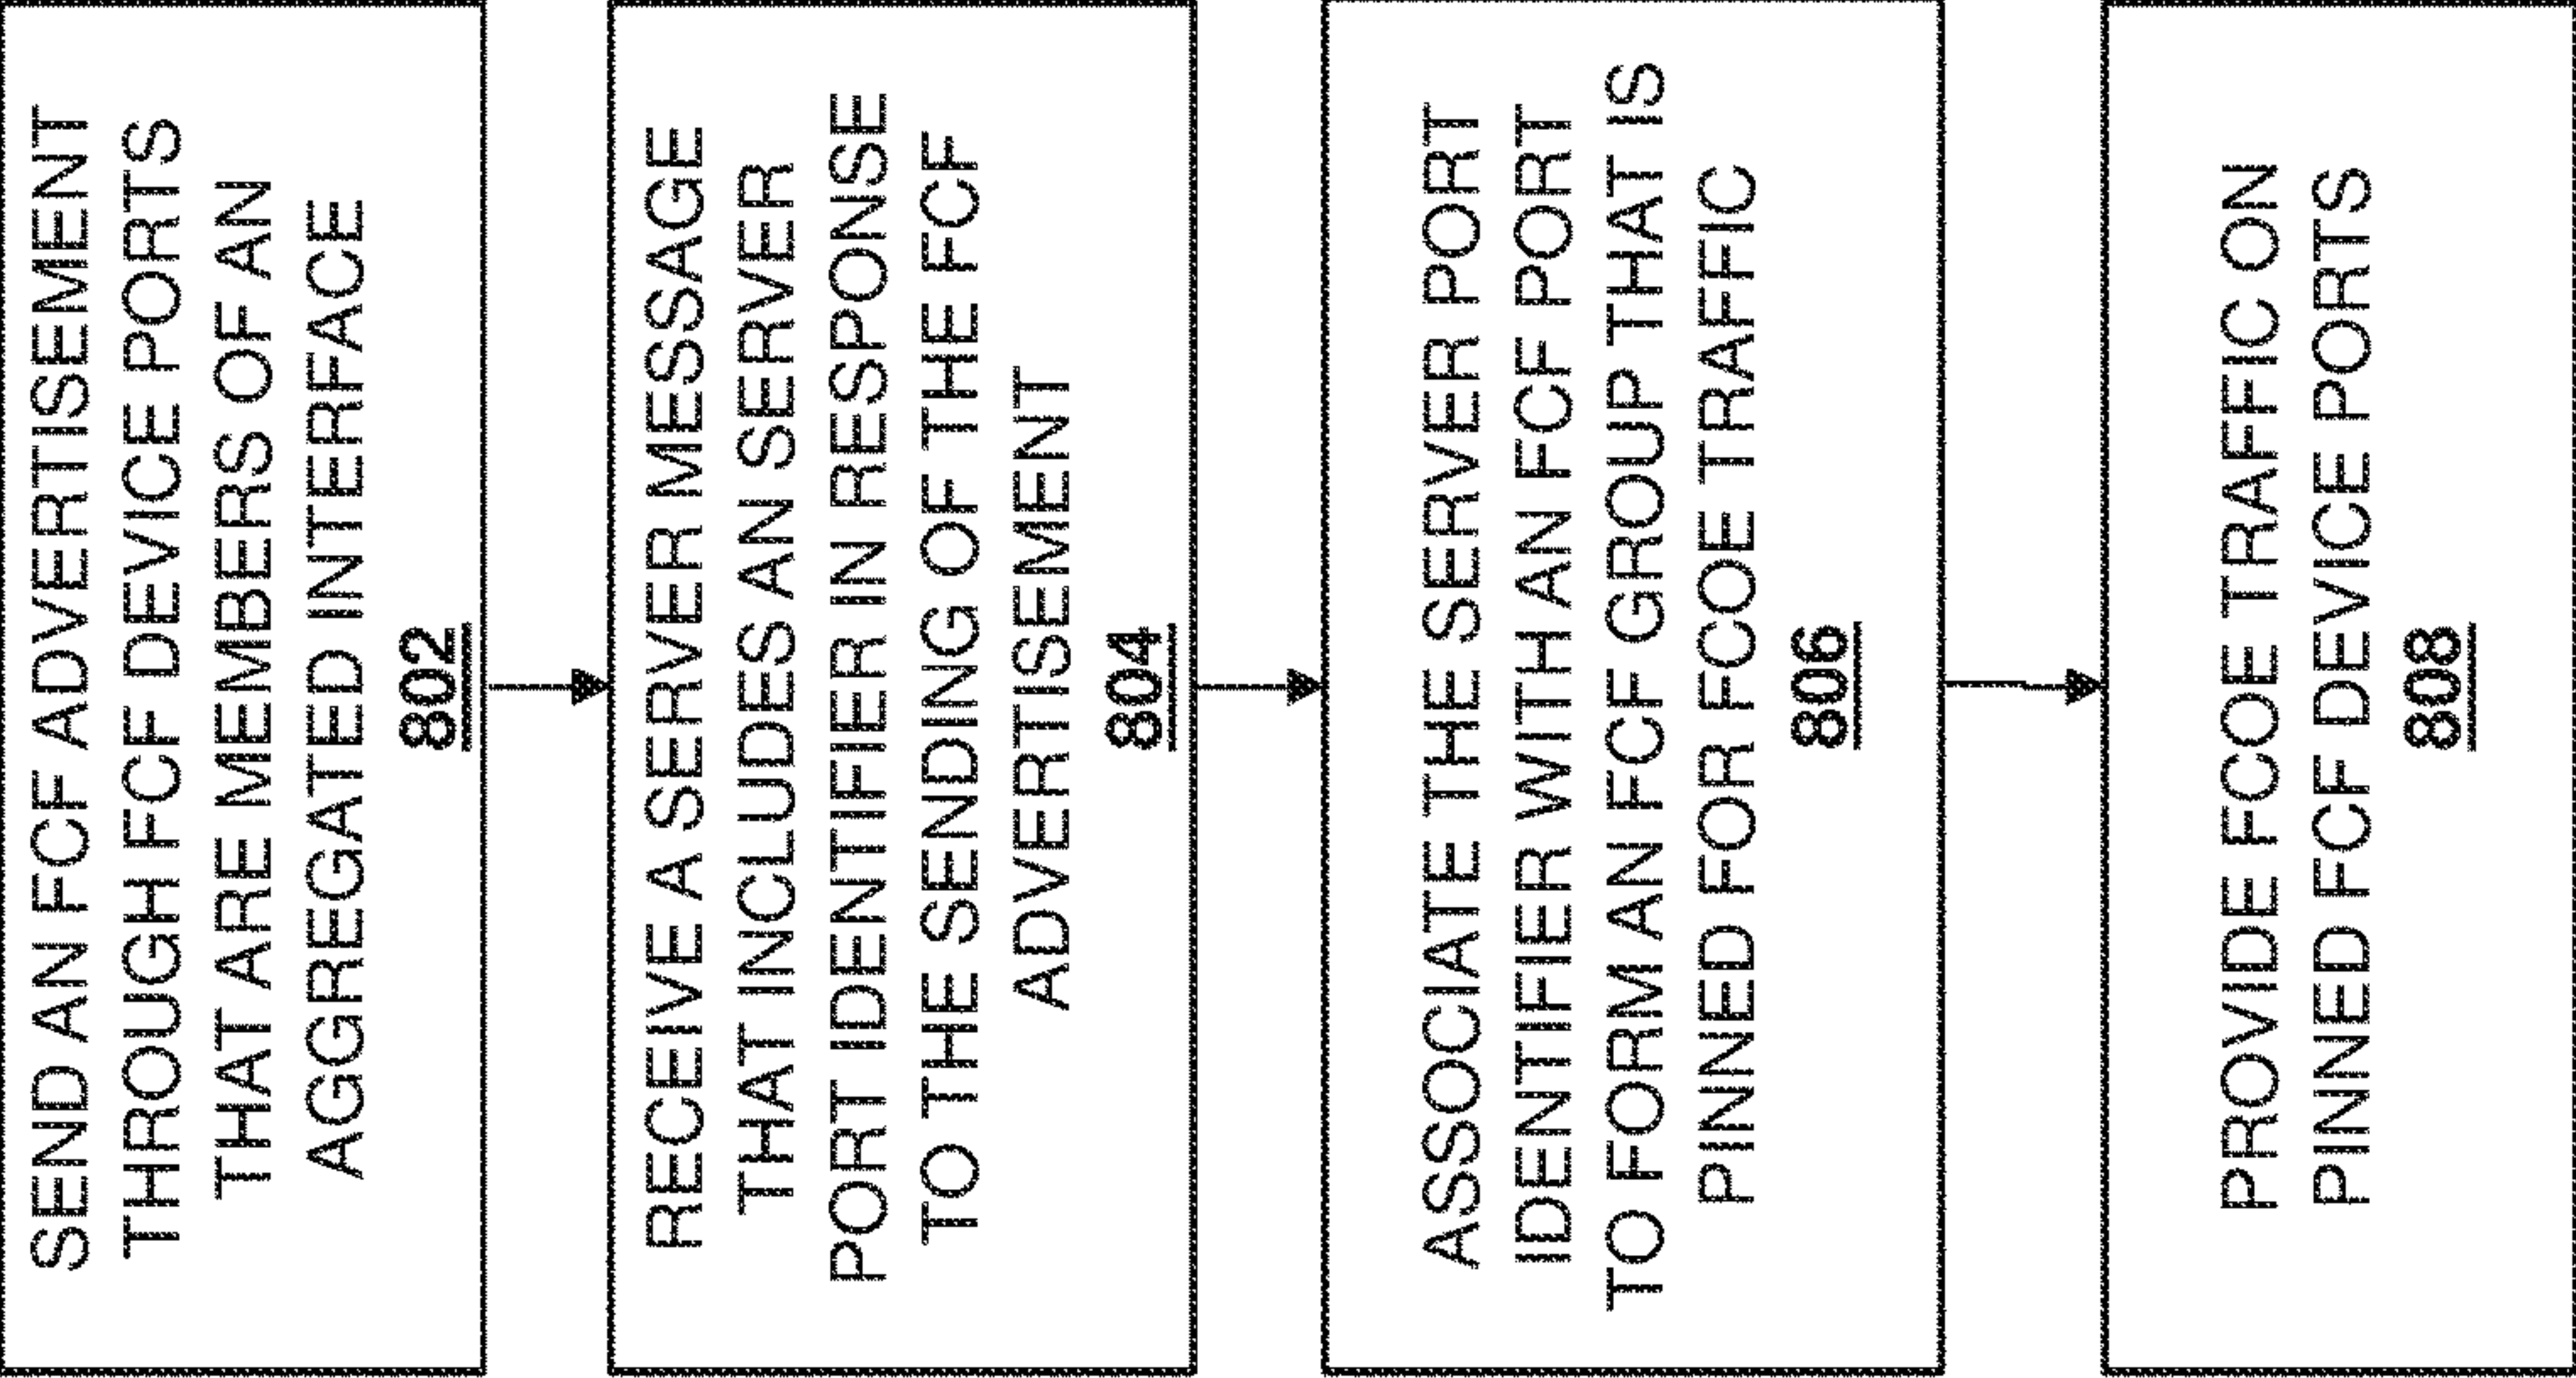 SEND AN FCF ADVERTISEMENT
THROUGH FCF DEVICE PORTS
THAT ARE MEMBERS OF AN
AGGREGATED INTERFACE
802
RECEIVE A SERVER MESSAGE
THAT INCLUDES AN SERVER
PORT IDENTIFIER IN RESPONSE
TO THE SENDING OF THE FCF
ADVERTISEMENT
804
ASSOCIATE THE SERVER PORT
IDENTIFIER WITH AN FCF PORT
TO FORM AN FCF GROUP THAT IS
PINNED FOR FCOE TRAFFIC
806
PROVIDE FCOE TRAFFIC ON
PINNED FCF DEVICE PORTS
808